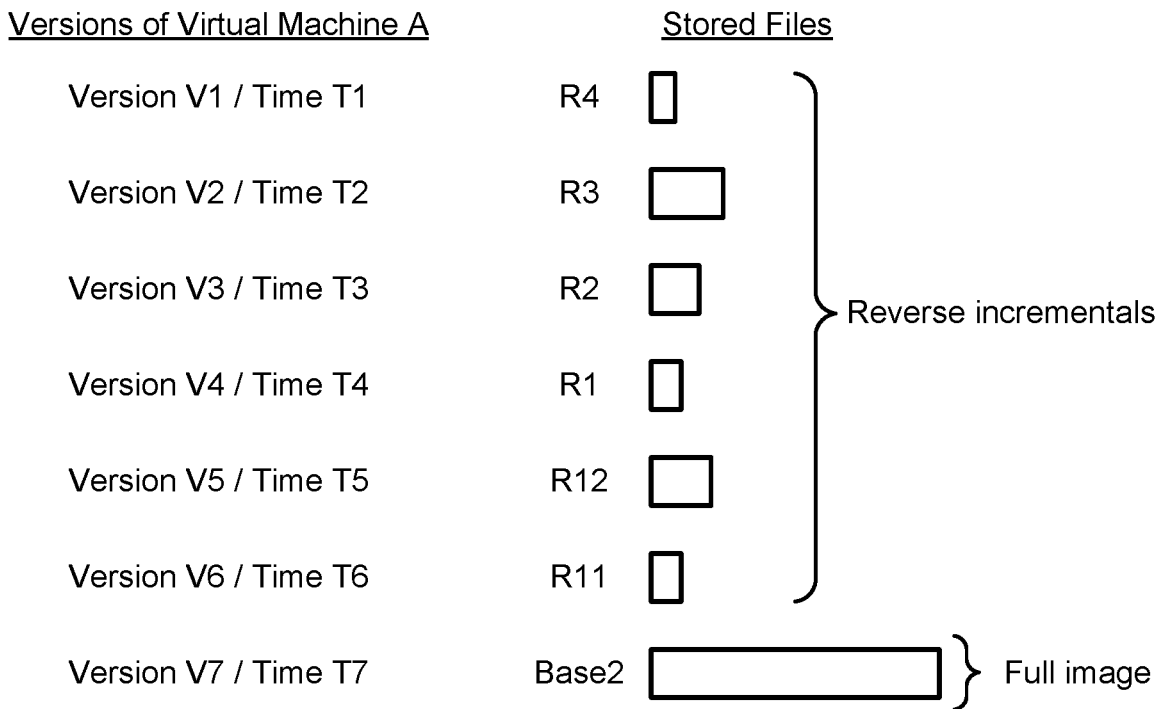 Versions of Virtual Machine A Stored Files
Version V1 / Time T1 R4
Version V2 / Time T2 R3
Version V3 / Time T3 R2
Reverse incrementals
Version V4 / Time T4 R1
Version V5 / Time T5 R12
Version V6 / Time T6 R11
Version V7 / Time T7 Base2 Full image